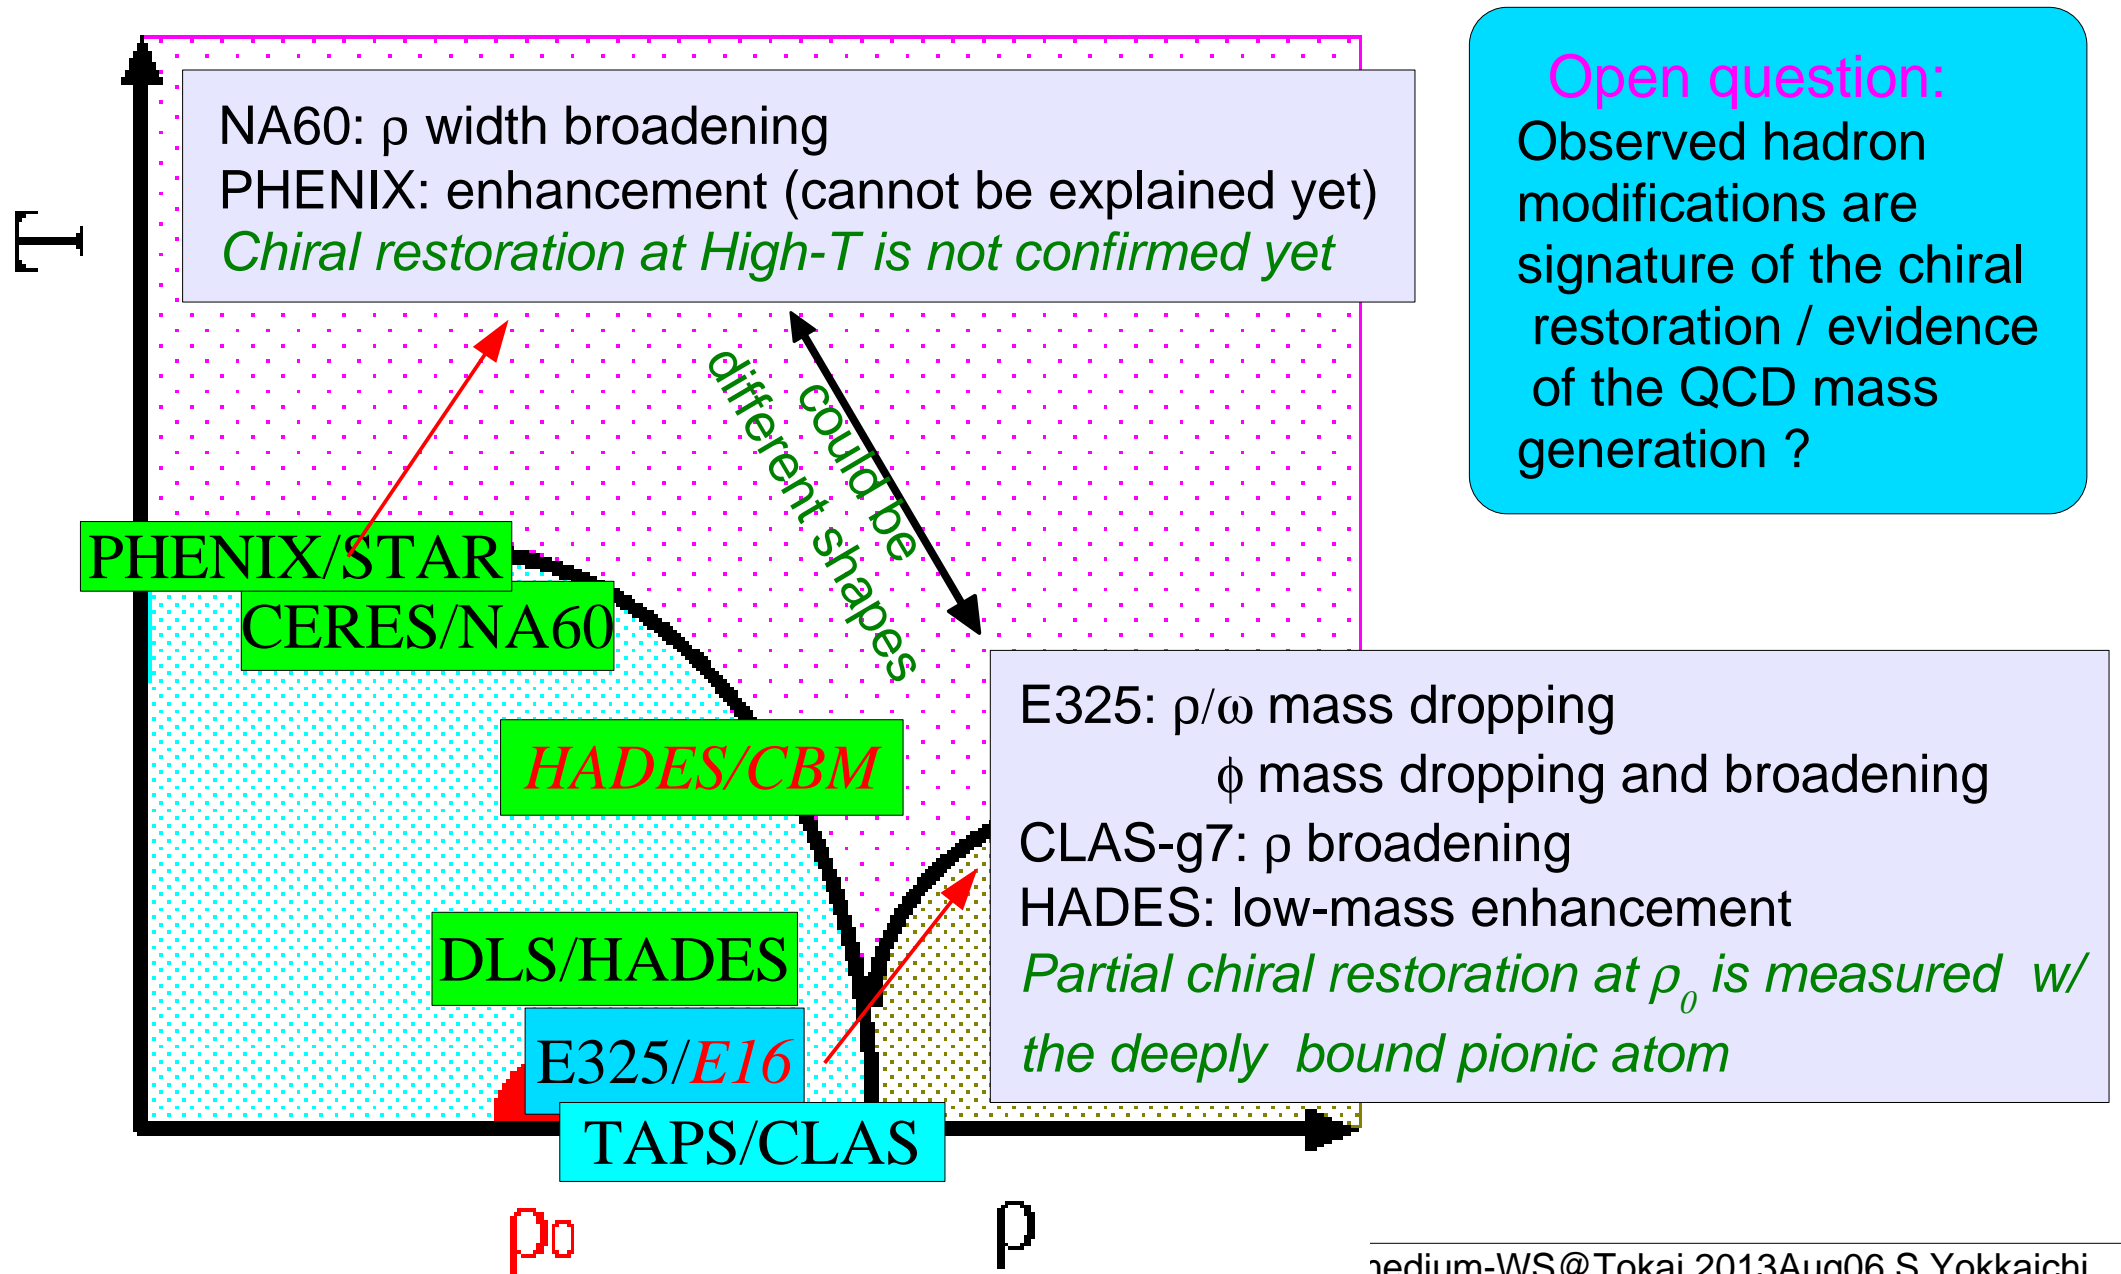 NA60: ρ width broadening
PHENIX: enhancement (cannot be explained yet)
Chiral restoration at High-T is not confirmed yet
Open question:
Observed hadron
modifications are
signature of the chiral
restoration / evidence
of the QCD mass
generation ?
T
could be
different shapes
PHENIX/STAR
CERES/NA60
HADES/CBM
DLS/HADES
E325/E16
TAPS/CLAS
E325: ρ/ω mass dropping
ϕ mass dropping and broadening
CLAS-g7: ρ broadening
HADES: low-mass enhancement
Partial chiral restoration at ρ₀ is measured w/
the deeply bound pionic atom
ρ₀
ρ
WS@Tokai 2013Aug06 S.Yokkaichi